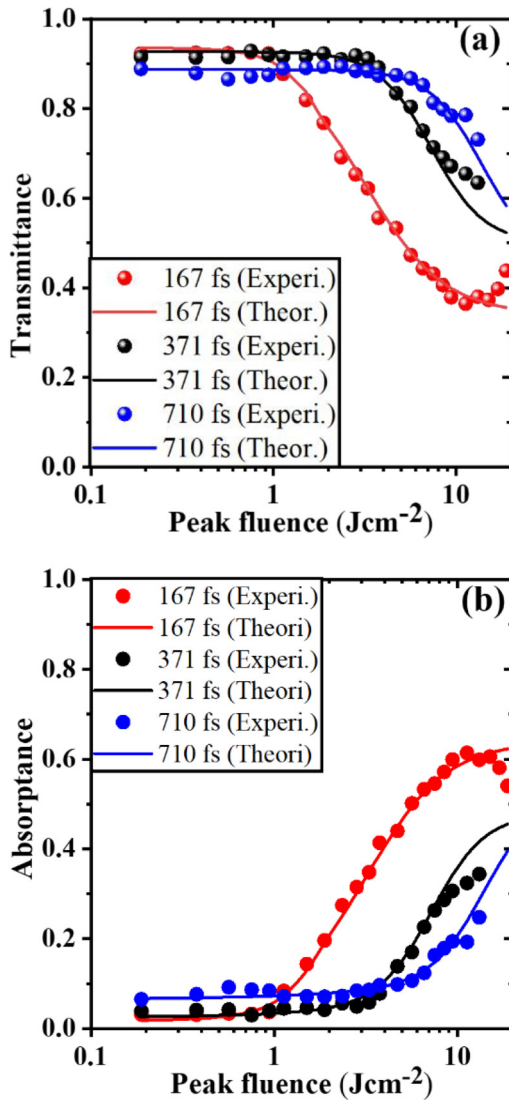 (a)
Transmittance
1.0
0.8
0.6
0.4
0.2
0.0
167 fs (Experi.)
167 fs (Theor.)
371 fs (Experi.)
371 fs (Theor.)
710 fs (Experi.)
710 fs (Theor.)
0.1 1 10
Peak fluence (Jcm-2)
(b)
Absorptance
1.0
0.8
0.6
0.4
0.2
0.0
167 fs (Experi.)
167 fs (Theori)
371 fs (Experi.)
371 fs (Theori)
710 fs (Experi.)
710 fs (Theori)
0.1 1 10
Peak fluence (Jcm-2)